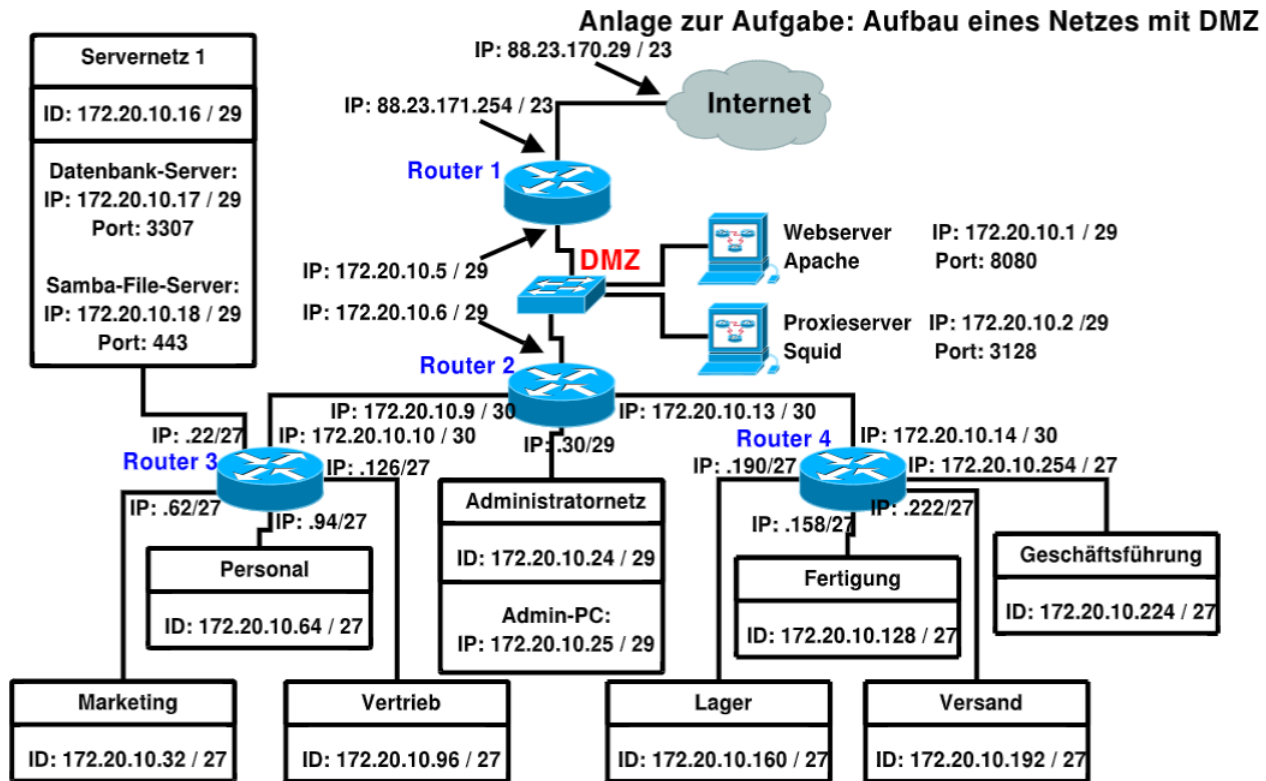 Anlage zur Aufgabe: Aufbau eines Netzes mit DMZ
IP: 88.23.170.29 / 23
Internet
IP: 88.23.171.254 / 23
Router 1
Servernetz 1
ID: 172.20.10.16 / 29
Datenbank-Server:
IP: 172.20.10.17 / 29
Port: 3307
Samba-File-Server:
IP: 172.20.10.18 / 29
Port: 443
IP: 172.20.10.5 / 29
DMZ
IP: 172.20.10.6 / 29
Webserver IP: 172.20.10.1 / 29
Apache Port: 8080
Proxieserver IP: 172.20.10.2 /29
Squid Port: 3128
Router 2
IP: 172.20.10.9 / 30
IP: 172.20.10.13 / 30
IP: .22/27
IP: 172.20.10.10 / 30
IP: .30/29
Router 4
IP: 172.20.10.14 / 30
Router 3
IP: .126/27
IP: .190/27
IP: 172.20.10.254 / 27
IP: .62/27
IP: .94/27
IP: .158/27
IP: .222/27
Administratornetz
ID: 172.20.10.24 / 29
Admin-PC:
IP: 172.20.10.25 / 29
Personal
ID: 172.20.10.64 / 27
Fertigung
ID: 172.20.10.128 / 27
Geschäftsführung
ID: 172.20.10.224 / 27
Marketing
ID: 172.20.10.32 / 27
Vertrieb
ID: 172.20.10.96 / 27
Lager
ID: 172.20.10.160 / 27
Versand
ID: 172.20.10.192 / 27